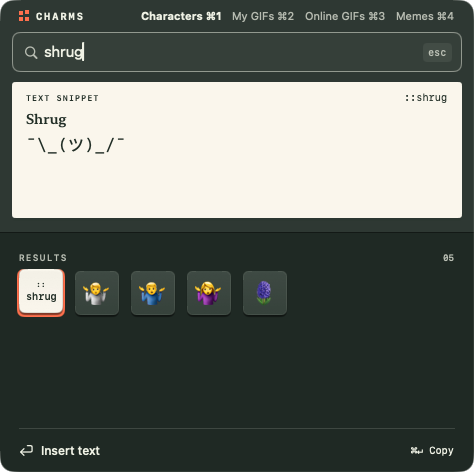 CHARMS Characters ⌘1 My GIFs ⌘2 Online GIFs ⌘3 Memes ⌘4
shrug esc
TEXT SNIPPET ::shrug
Shrug
¯\_(ツ)_/¯
RESULTS 05
::
shrug
Insert text ⌘↵ Copy